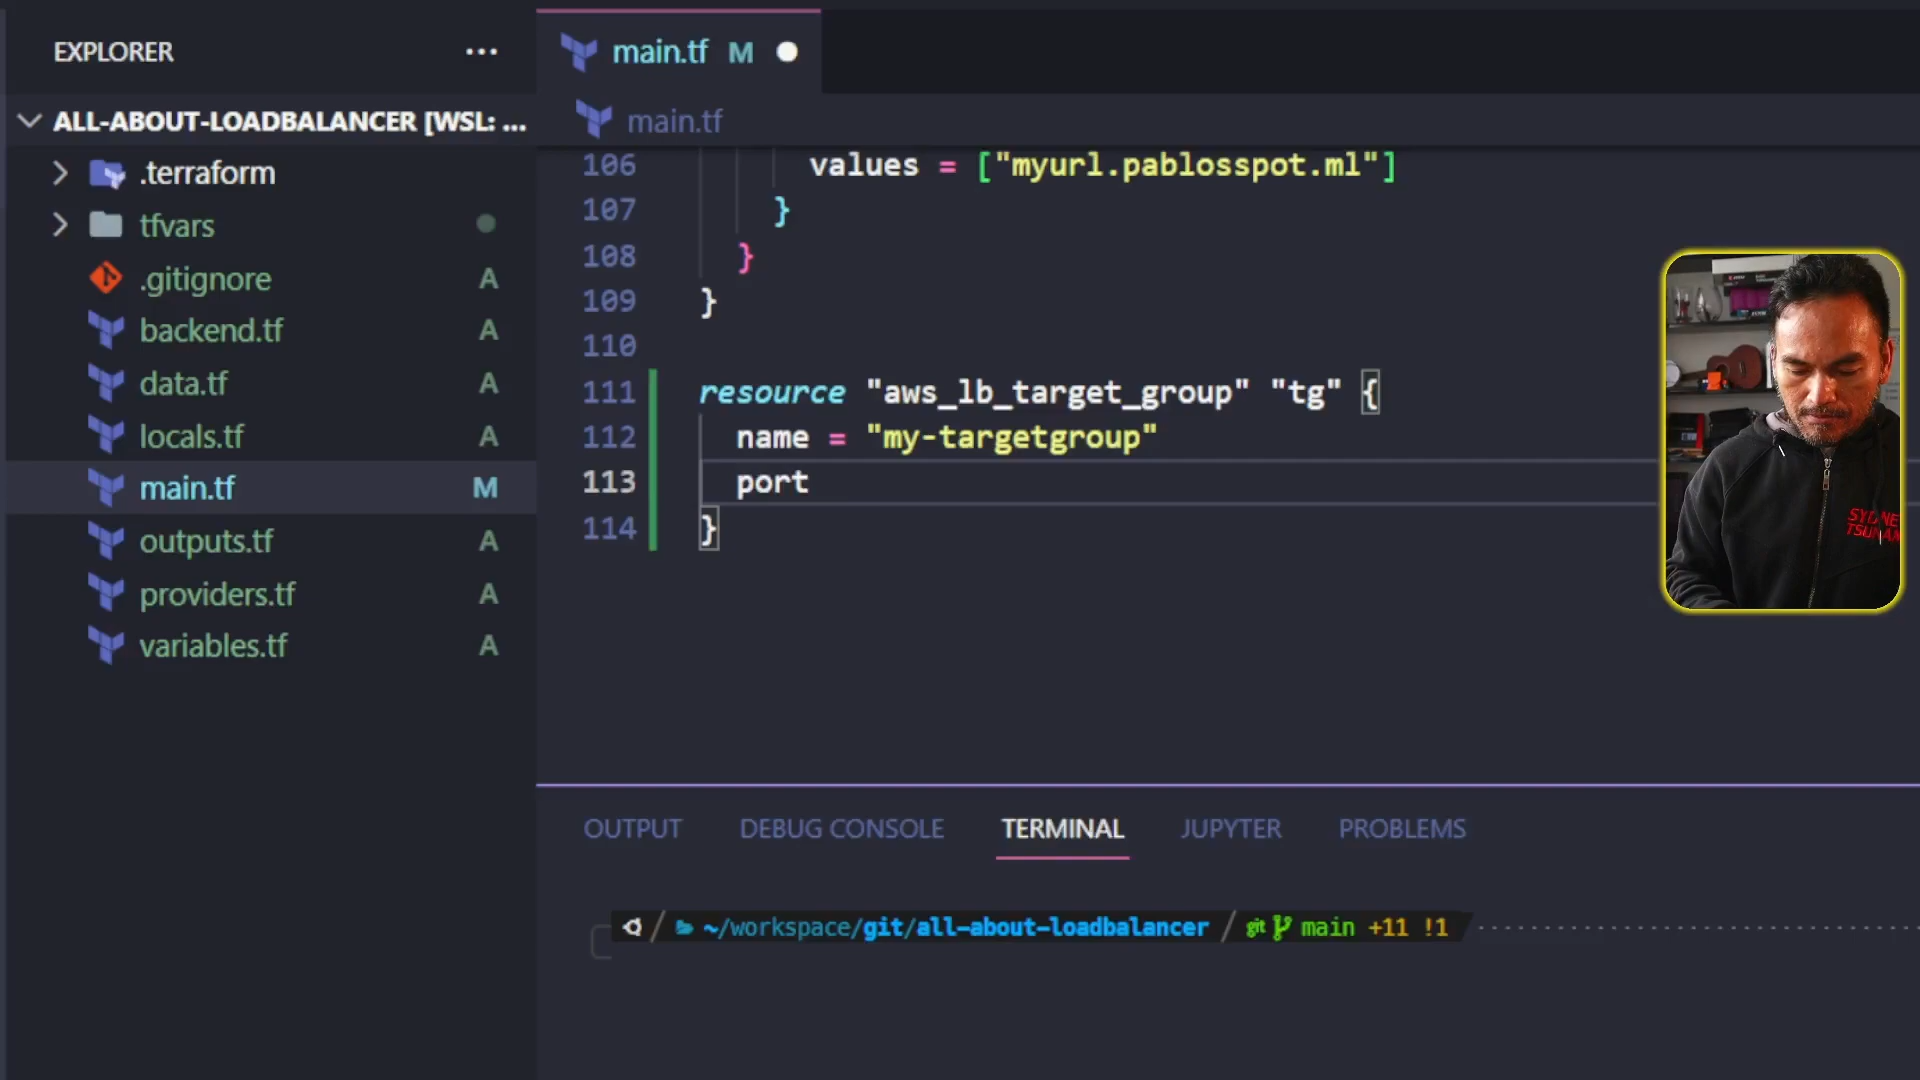 EXPLORER ...
main.tf M
ALL-ABOUT-LOADBALANCER [WSL: ...
main.tf
.terraform
tfvars
.gitignore A
backend.tf A
data.tf A
locals.tf A
main.tf M
outputs.tf A
providers.tf A
variables.tf A
106 values = ["myurl.pablosspot.ml"]
107 }
108 }
109 }
110
111 resource "aws_lb_target_group" "tg" {
112 name = "my-targetgroup"
113 port
114 }
OUTPUT DEBUG CONSOLE TERMINAL JUPYTER PROBLEMS
~/workspace/git/all-about-loadbalancer / git main +11 !1